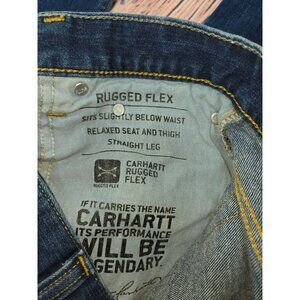 RUGGED FLEX
SITS SLIGHTLY BELOW WAIST
RELAXED SEAT AND THIGH
STRAIGHT LEG
CARHARTT
RUGGED
FLEX
RUGGED FLEX
IF IT CARRIES THE NAME
CARHARTT
ITS PERFORMANCE
WILL BE
LEGENDARY.